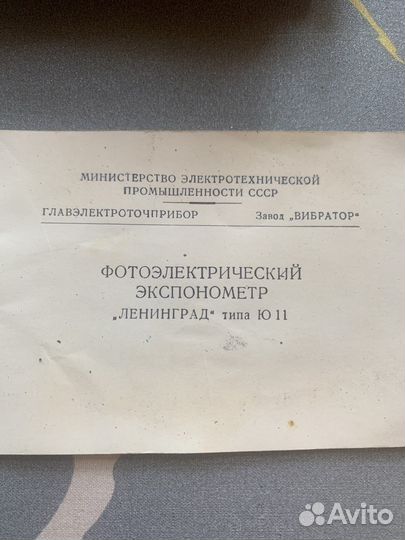 МИНИСТЕРСТВО ЭЛЕКТРОТЕХНИЧЕСКОЙ
ПРОМЫШЛЕННОСТИ СССР
ГЛАВЭЛЕКТРОТОЧПРИБОР Завод „ВИБРАТОР“
ФОТОЭЛЕКТРИЧЕСКИЙ
ЭКСПОНОМЕТР
„ЛЕНИНГРАД“ типа Ю 11
Avito